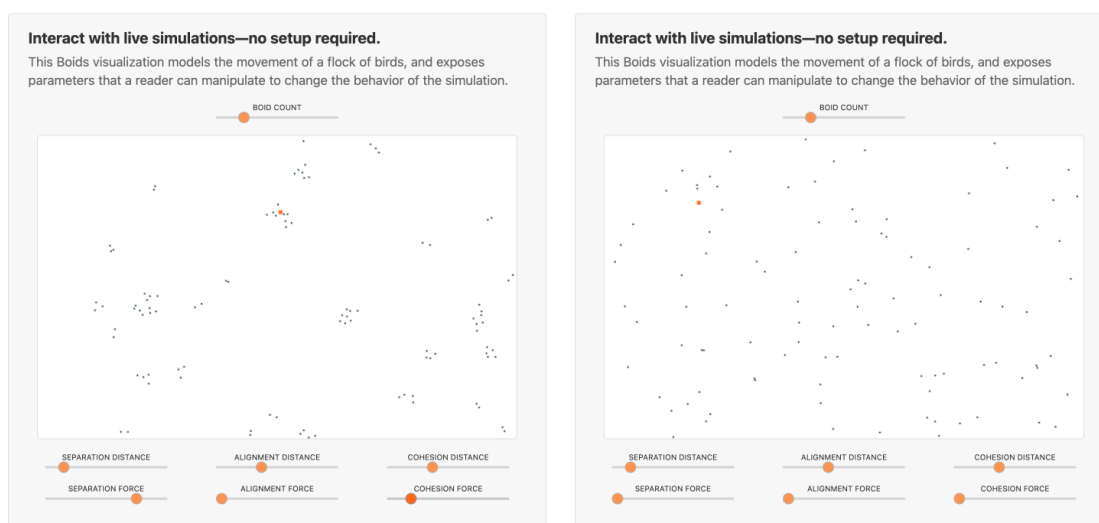 Interact with live simulations—no setup required.
This Boids visualization models the movement of a flock of birds, and exposes
parameters that a reader can manipulate to change the behavior of the simulation.
BOID COUNT
SEPARATION DISTANCE
ALIGNMENT DISTANCE
COHESION DISTANCE
SEPARATION FORCE
ALIGNMENT FORCE
COHESION FORCE
Interact with live simulations—no setup required.
This Boids visualization models the movement of a flock of birds, and exposes
parameters that a reader can manipulate to change the behavior of the simulation.
BOID COUNT
SEPARATION DISTANCE
ALIGNMENT DISTANCE
COHESION DISTANCE
SEPARATION FORCE
ALIGNMENT FORCE
COHESION FORCE